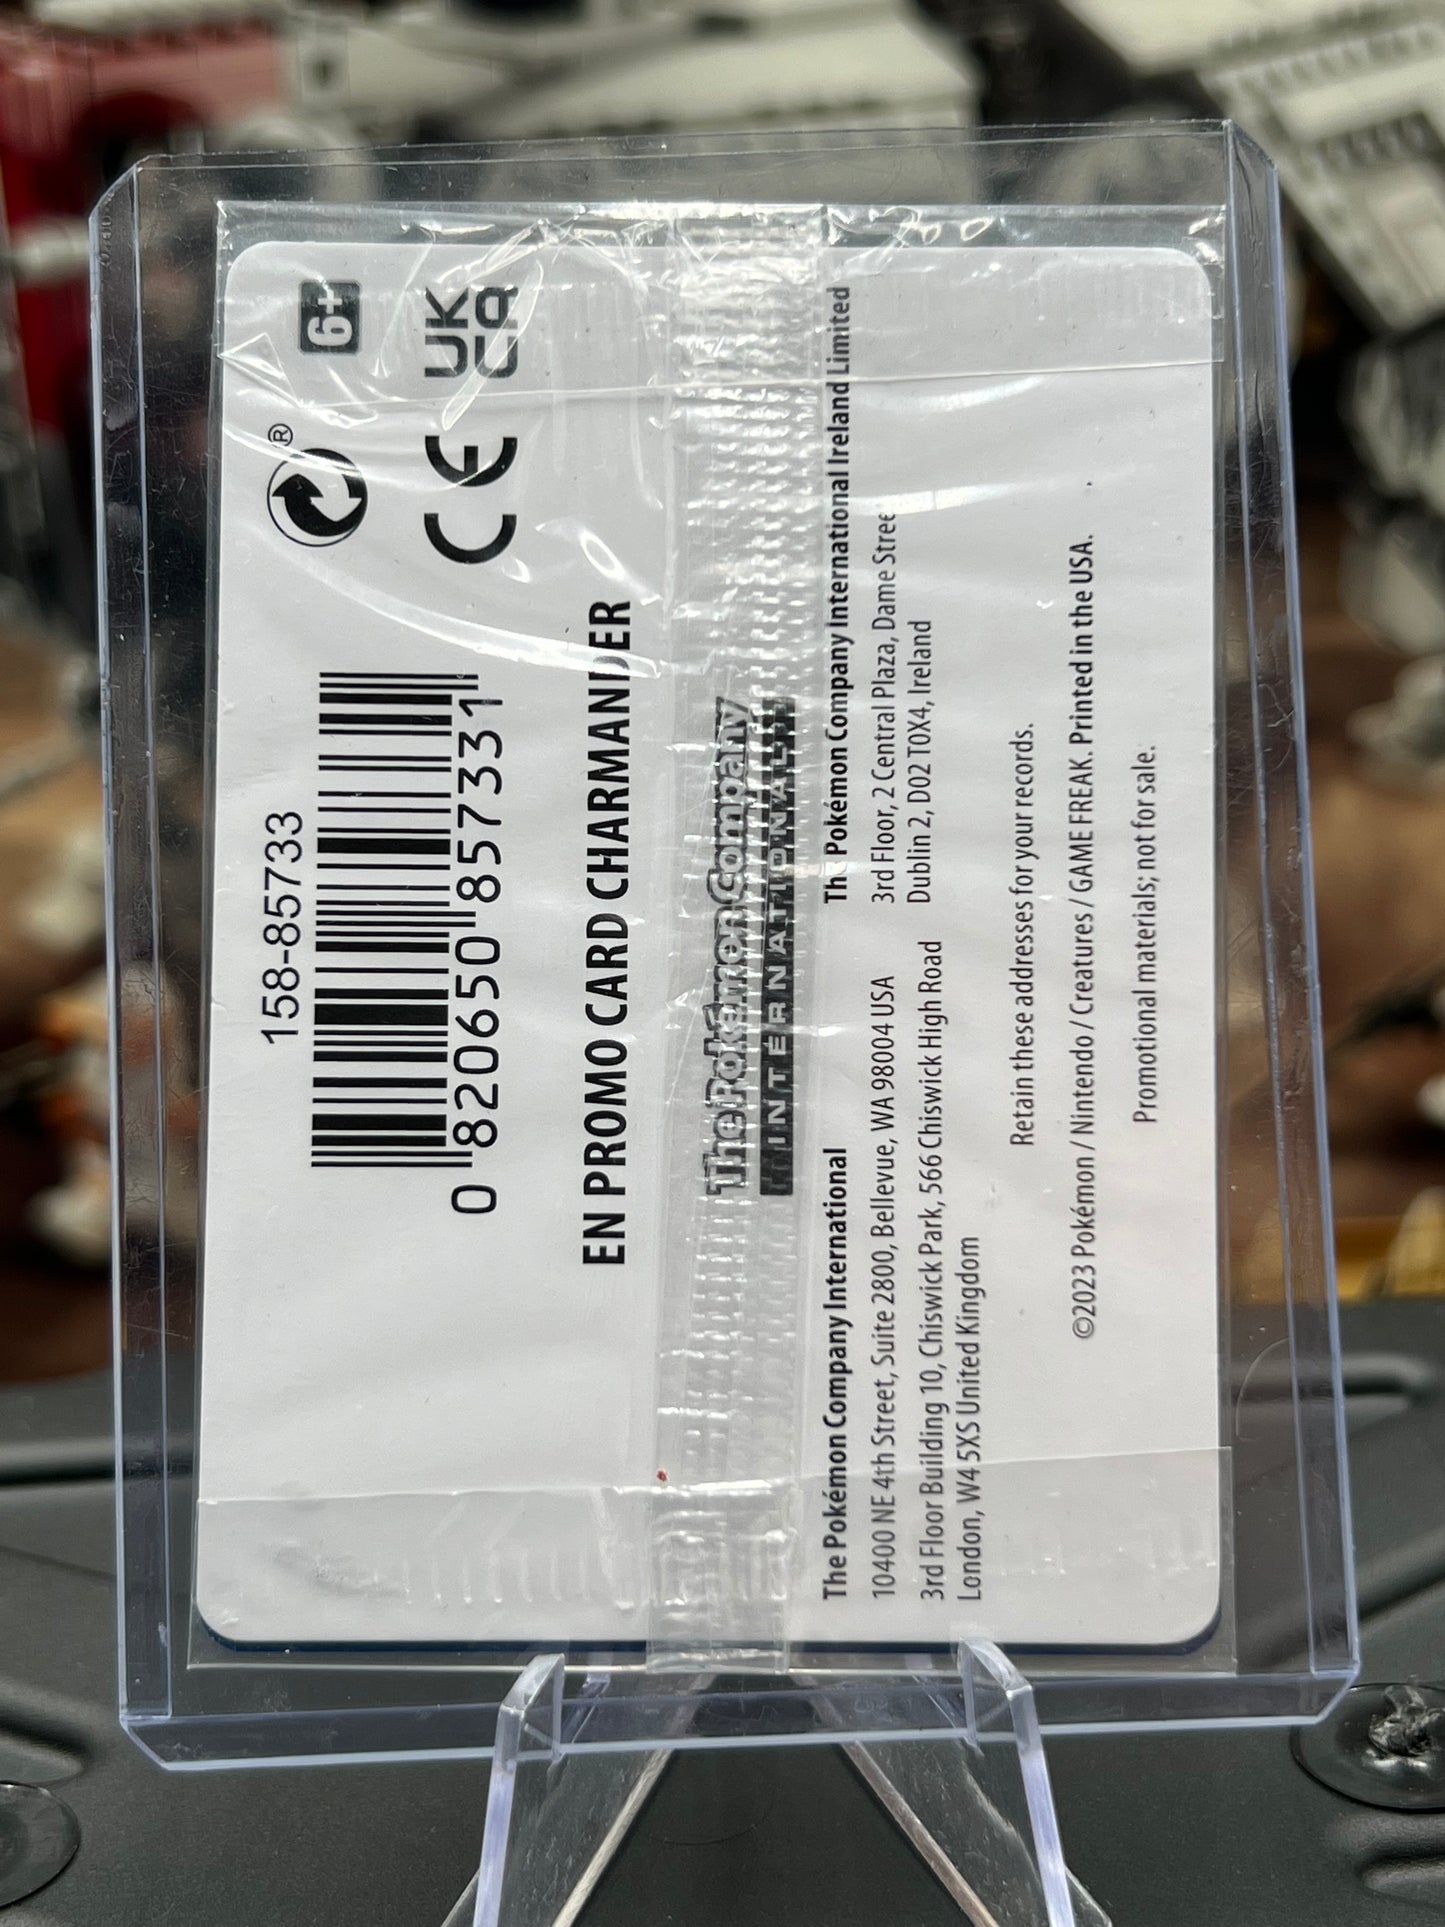 158-85733
0 820650 857331
6+
CE
UK
CA
EN PROMO CARD CHARMANDER
The Pokémon Company
INTERNATIONAL
The Pokémon Company International
10400 NE 4th Street, Suite 2800, Bellevue, WA 98004 USA
3rd Floor Building 10, Chiswick Park, 566 Chiswick High Road
London, W4 5XS United Kingdom
The Pokémon Company International Ireland Limited
3rd Floor, 2 Central Plaza, Dame Street
Dublin 2, D02 T0X4, Ireland
Retain these addresses for your records.
©2023 Pokémon / Nintendo / Creatures / GAME FREAK. Printed in the USA.
Promotional materials; not for sale.